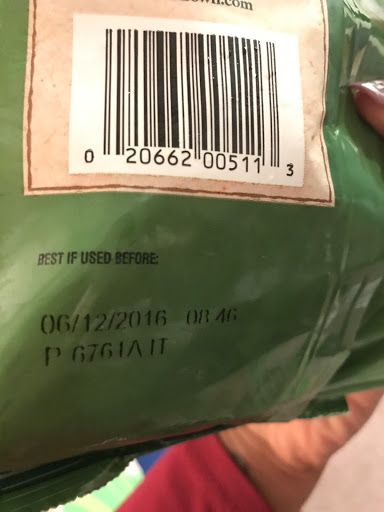 0 20662 00511 3
BEST IF USED BEFORE:
06/12/2016 08:46
P 6761A IT